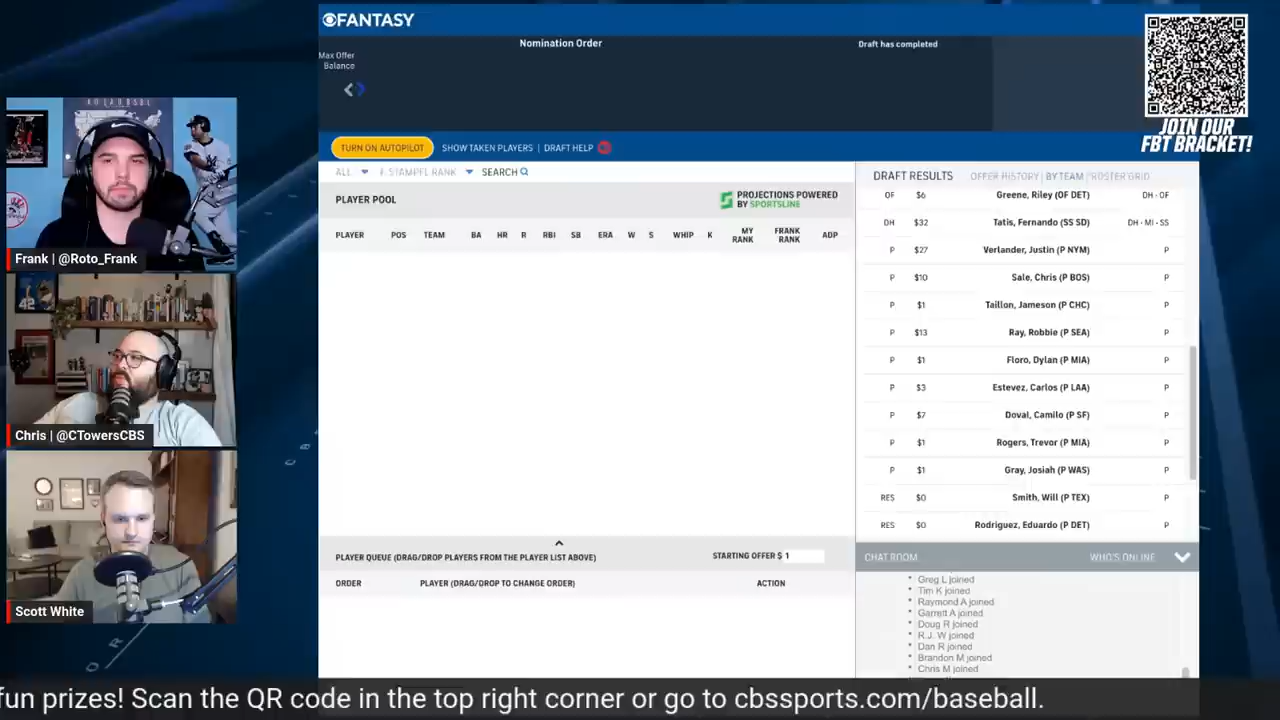 FANTASY
Nomination Order
Draft has completed
Max Offer
Balance
JOIN OUR
FBT BRACKET!
TURN ON AUTOPILOT
SHOW TAKEN PLAYERS | DRAFT HELP
ALL
F. STAMPFL RANK
SEARCH
PLAYER POOL
PROJECTIONS POWERED
BY SPORTSLINE
PLAYER POS TEAM BA HR R RBI SB ERA W S WHIP K MY RANK FRANK RANK ADP
DRAFT RESULTS OFFER HISTORY | BY TEAM | ROSTER GRID
OF $6 Greene, Riley (OF DET) DH - OF
DH $32 Tatis, Fernando (SS SD) DH - MI - SS
P $27 Verlander, Justin (P NYM) P
P $10 Sale, Chris (P BOS) P
P $1 Taillon, Jameson (P CHC) P
P $13 Ray, Robbie (P SEA) P
P $1 Floro, Dylan (P MIA) P
P $3 Estevez, Carlos (P LAA) P
P $7 Doval, Camilo (P SF) P
P $1 Rogers, Trevor (P MIA) P
P $1 Gray, Josiah (P WAS) P
RES $0 Smith, Will (P TEX) P
RES $0 Rodriguez, Eduardo (P DET) P
Frank | @Roto_Frank
42
Chris | @CTowersCBS
Scott White
PLAYER QUEUE (DRAG/DROP PLAYERS FROM THE PLAYER LIST ABOVE)
STARTING OFFER $ 1
ORDER PLAYER (DRAG/DROP TO CHANGE ORDER) ACTION
CHAT ROOM WHO'S ONLINE
Greg L joined
Tim K joined
Raymond A joined
Garrett A joined
Doug R joined
R.J. W joined
Dan R joined
Brandon M joined
Chris M joined
fun prizes! Scan the QR code in the top right corner or go to cbssports.com/baseball.